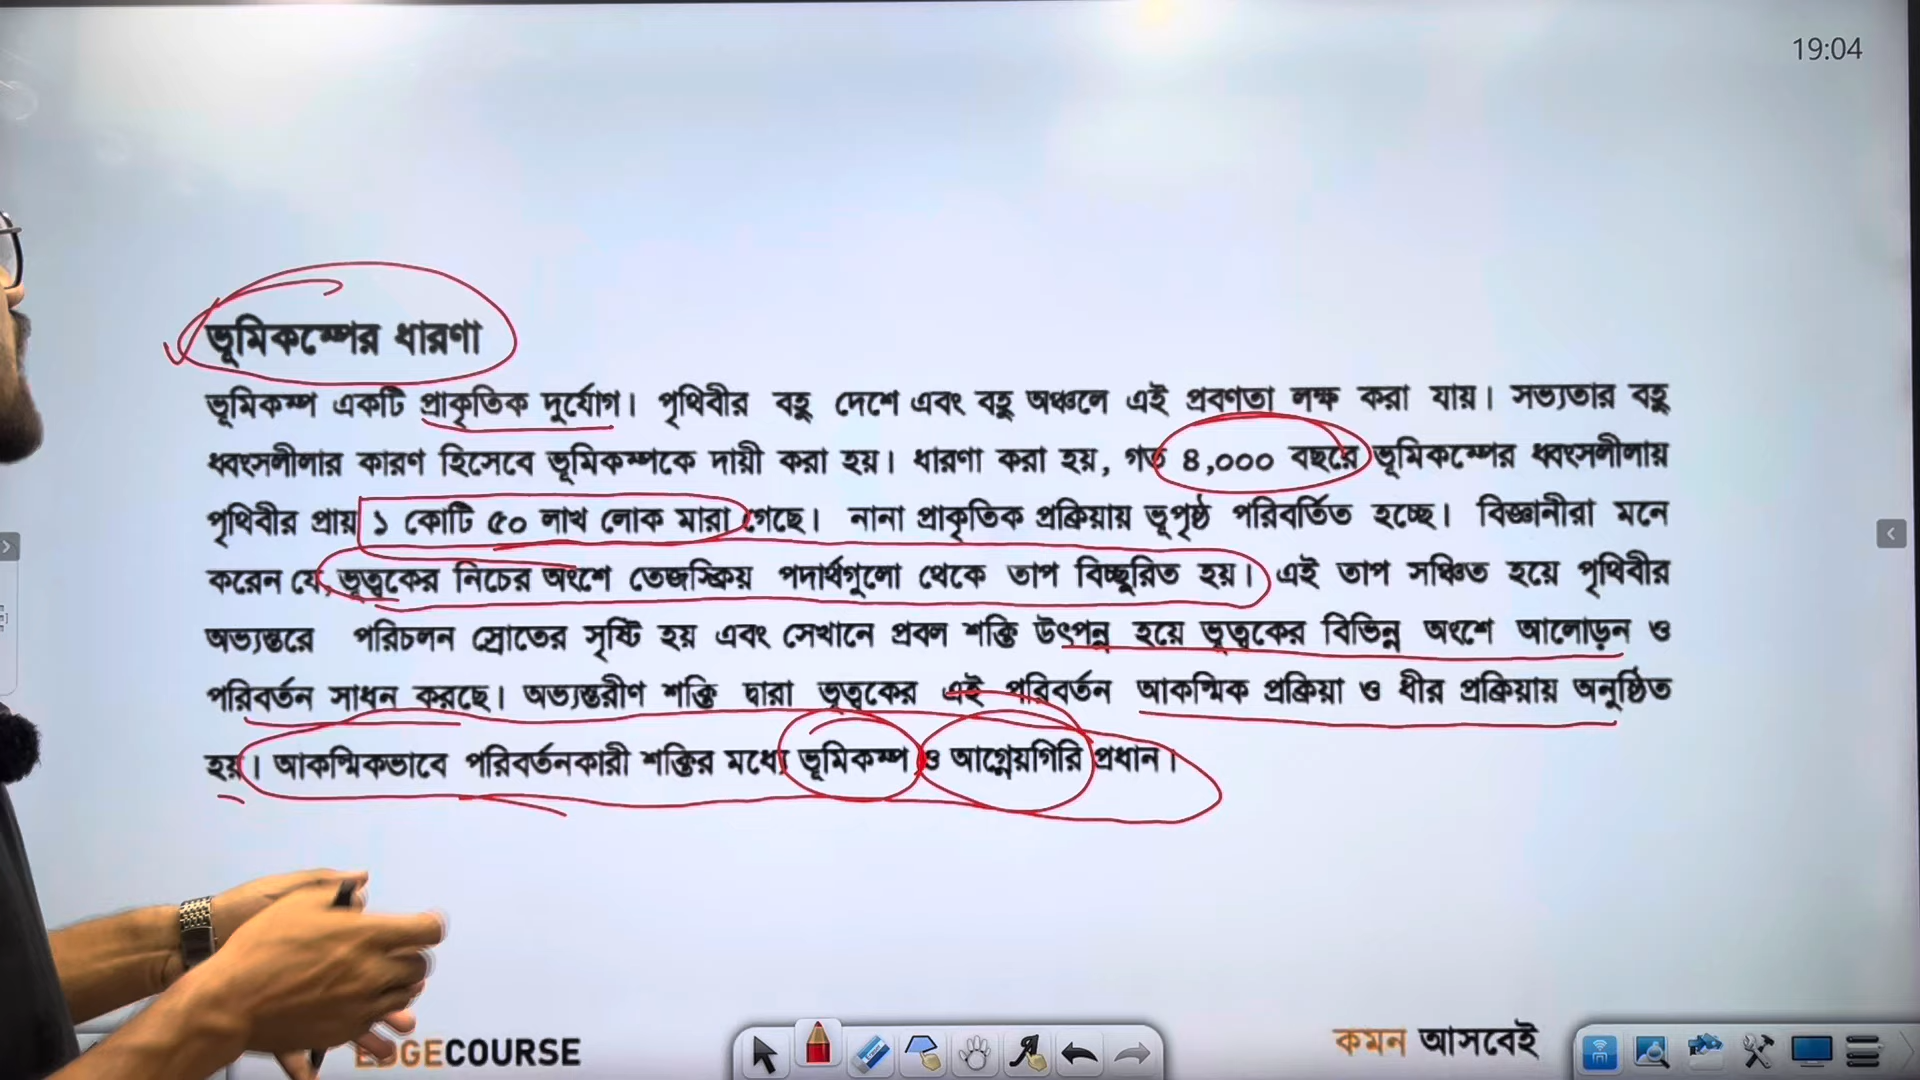 19:04
ভূমিকম্পের ধারণা
ভূমিকম্প একটি প্রাকৃতিক দুর্যোগ। পৃথিবীর বহু দেশে এবং বহু অঞ্চলে এই প্রবণতা লক্ষ করা যায়। সভ্যতার বহু
ধ্বংসলীলার কারণ হিসেবে ভূমিকম্পকে দায়ী করা হয়। ধারণা করা হয়, গত ৪,০০০ বছরে ভূমিকম্পের ধ্বংসলীলায়
পৃথিবীর প্রায় ১ কোটি ৫০ লাখ লোক মারা গেছে। নানা প্রাকৃতিক প্রক্রিয়ায় ভূপৃষ্ঠ পরিবর্তিত হচ্ছে। বিজ্ঞানীরা মনে
করেন যে, ভূত্বকের নিচের অংশে তেজস্ক্রিয় পদার্থগুলো থেকে তাপ বিচ্ছুরিত হয়। এই তাপ সঞ্চিত হয়ে পৃথিবীর
অভ্যন্তরে পরিচলন স্রোতের সৃষ্টি হয় এবং সেখানে প্রবল শক্তি উৎপন্ন হয়ে ভূত্বকের বিভিন্ন অংশে আলোড়ন ও
পরিবর্তন সাধন করছে। অভ্যন্তরীণ শক্তি দ্বারা ভূত্বকের এই পরিবর্তন আকস্মিক প্রক্রিয়া ও ধীর প্রক্রিয়ায় অনুষ্ঠিত
হয়। আকস্মিকভাবে পরিবর্তনকারী শক্তির মধ্যে ভূমিকম্প ও আগ্নেয়গিরি প্রধান।
EDGECOURSE
কমন আসবেই